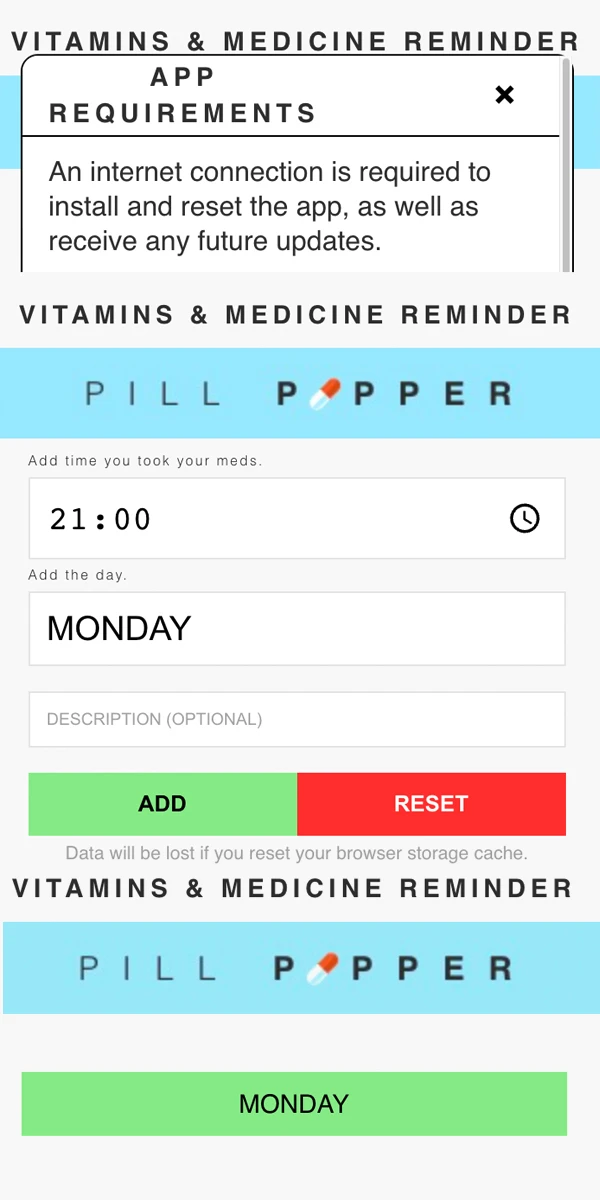 VITAMINS & MEDICINE REMINDER
APP
REQUIREMENTS
An internet connection is required to
install and reset the app, as well as
receive any future updates.
VITAMINS & MEDICINE REMINDER
PILL P💊PPER
Add time you took your meds.
21:00
Add the day.
MONDAY
DESCRIPTION (OPTIONAL)
ADD RESET
Data will be lost if you reset your browser storage cache.
VITAMINS & MEDICINE REMINDER
PILL P💊PPER
MONDAY